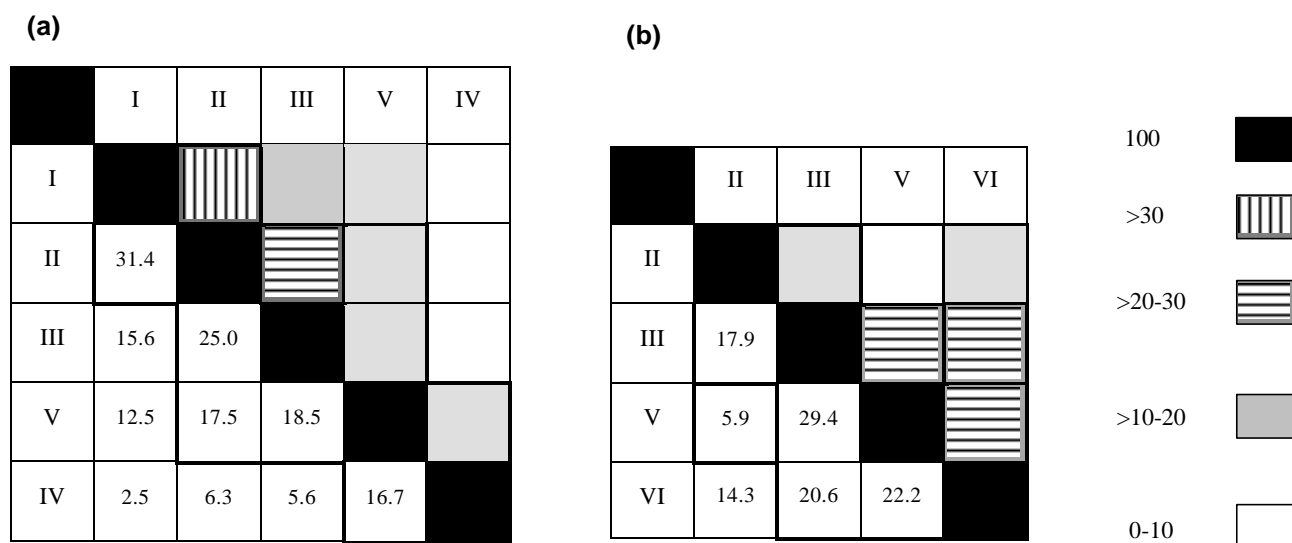 (a)
I II III V IV
I
II 31.4
III 15.6 25.0
V 12.5 17.5 18.5
IV 2.5 6.3 5.6 16.7
(b)
II III V VI
II
III 17.9
V 5.9 29.4
VI 14.3 20.6 22.2
100
>30
>20-30
>10-20
0-10